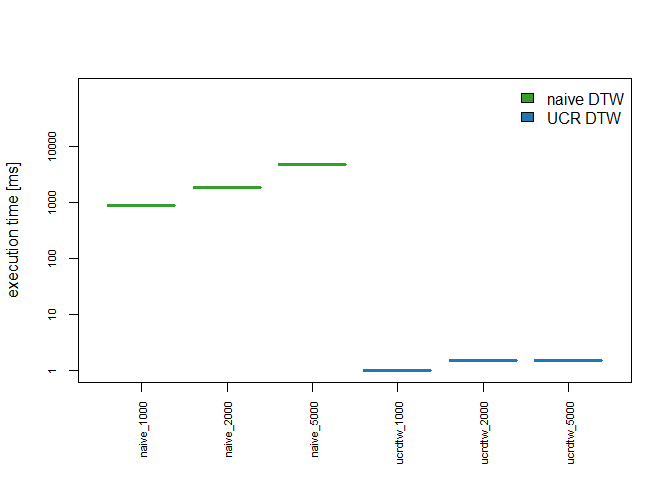 naive DTW
UCR DTW
execution time [ms]
10000
1000
100
10
1
naive_1000
naive_2000
naive_5000
ucrdtw_1000
ucrdtw_2000
ucrdtw_5000